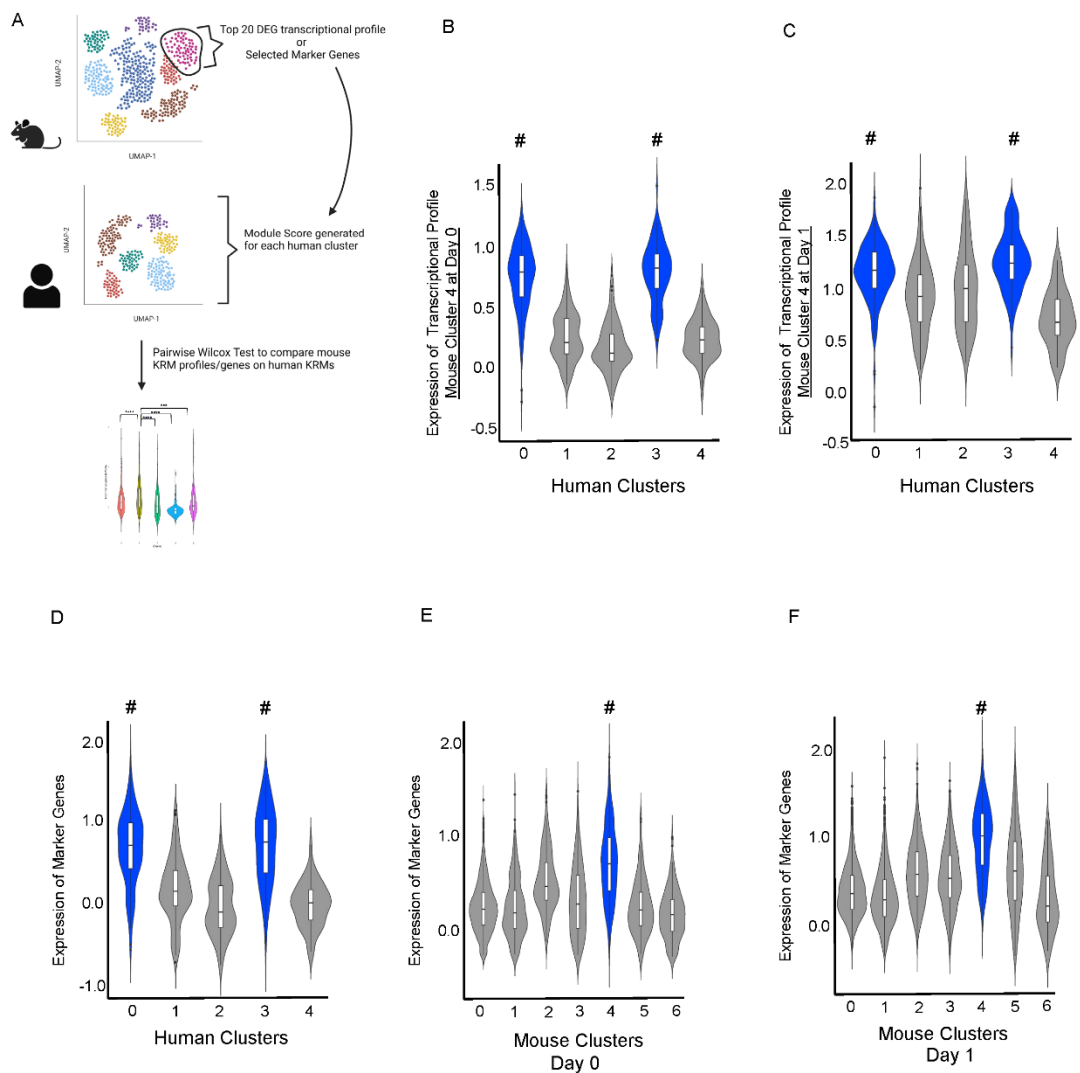 A
Top 20 DEG transcriptional profile
or
Selected Marker Genes
UMAP-2
UMAP-1
UMAP-2
Module Score generated
for each human cluster
UMAP-1
Pairwise Wilcox Test to compare mouse
KRM profiles/genes on human KRMs
B
# #
Expression of Transcriptional Profile
Mouse Cluster 4 at Day 0
1.5
1.0
0.5
0.0
-0.5
0 1 2 3 4
Human Clusters
C
# #
Expression of Transcriptional Profile
Mouse Cluster 4 at Day 1
2.0
1.5
1.0
0.5
0.0
-0.5
0 1 2 3 4
Human Clusters
D
# #
Expression of Marker Genes
2.0
1.0
0.0
-1.0
0 1 2 3 4
Human Clusters
E
#
Expression of Marker Genes
2.0
1.0
0.0
0 1 2 3 4 5 6
Mouse Clusters
Day 0
F
#
Expression of Marker Genes
2.0
1.0
0.0
0 1 2 3 4 5 6
Mouse Clusters
Day 1